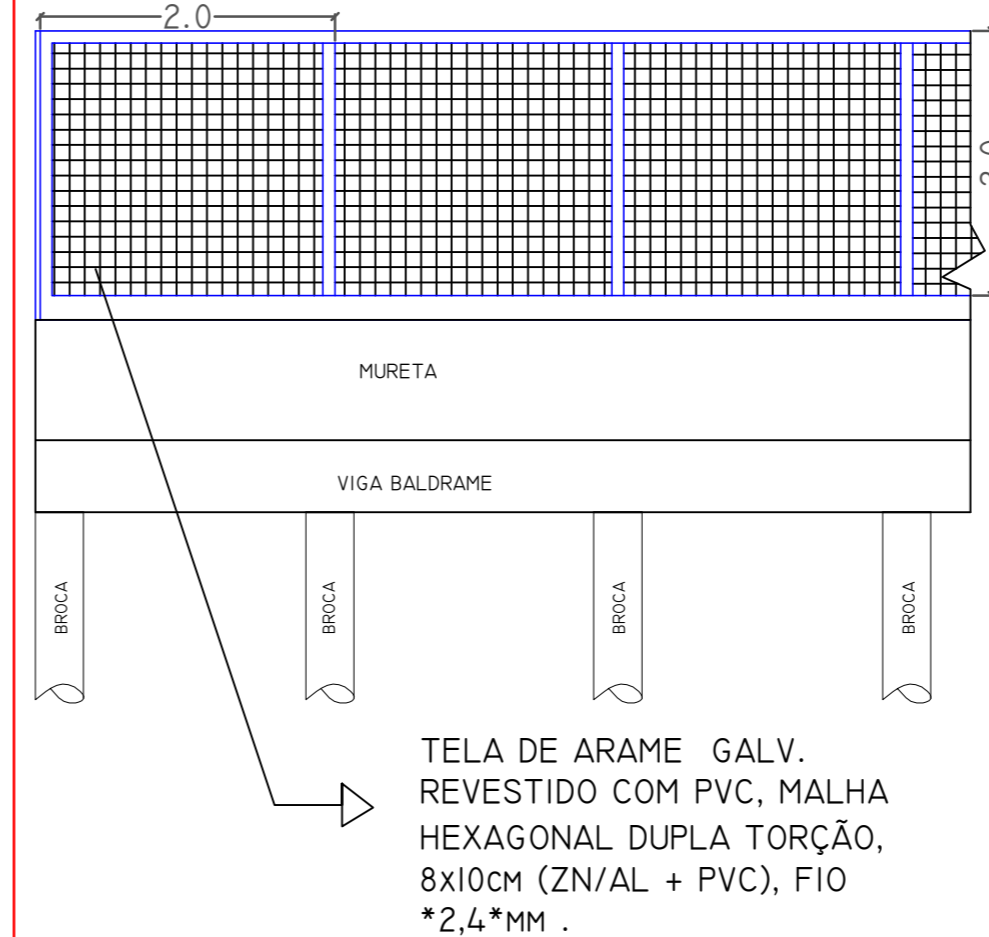 2.0
MURETA
VIGA BALDRAME
BROCA
BROCA
BROCA
BROCA
TELA DE ARAME GALV.
REVESTIDO COM PVC, MALHA
HEXAGONAL DUPLA TORÇÃO,
8X10CM (ZN/AL + PVC), FIO
*2,4*MM .